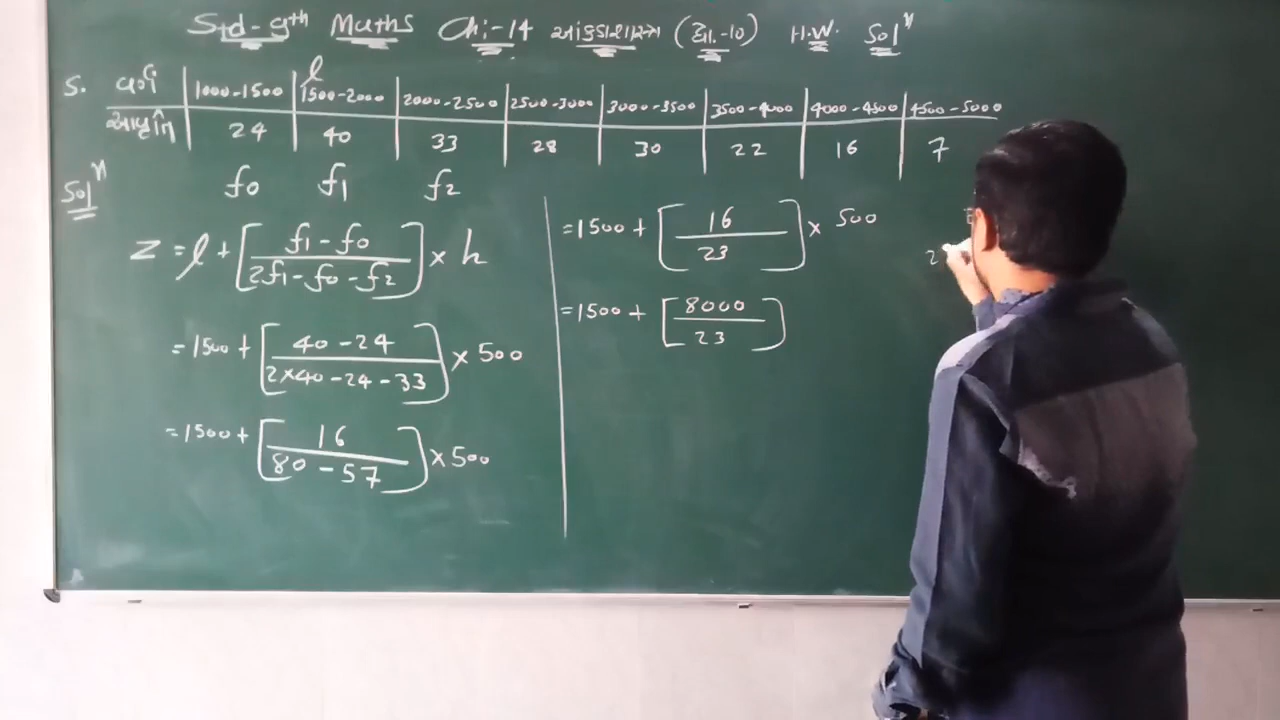 Std-9th Maths Ch:-14 આંકડાશાસ્ત્ર (દા.-10) H.W. Solⁿ
l
5. વર્ગ 1000-1500 1500-2000 2000-2500 2500-3000 3000-3500 3500-4000 4000-4500 4500-5000
આવૃત્તિ 24 40 33 28 30 22 16 7
Solⁿ f0 f1 f2
Z = l + [f1-f0 / 2f1-f0-f2] × h
= 1500 + [40-24 / 2×40-24-33] × 500
= 1500 + [16 / 80-57] × 500
= 1500 + [16 / 23] × 500
= 1500 + [8000 / 23]
2